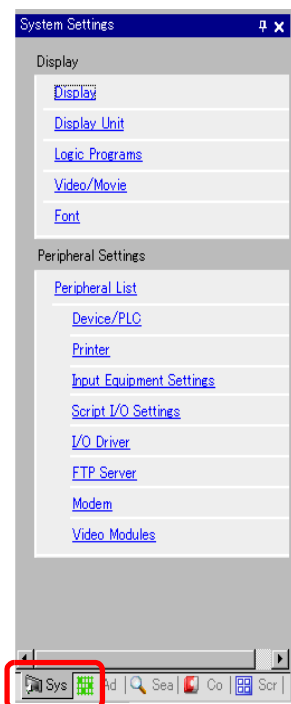 System Settings
Display
Display
Display Unit
Logic Programs
Video/Movie
Font
Peripheral Settings
Peripheral List
Device/PLC
Printer
Input Equipment Settings
Script I/O Settings
I/O Driver
FTP Server
Modem
Video Modules
Sys Ad Sea Co Scr